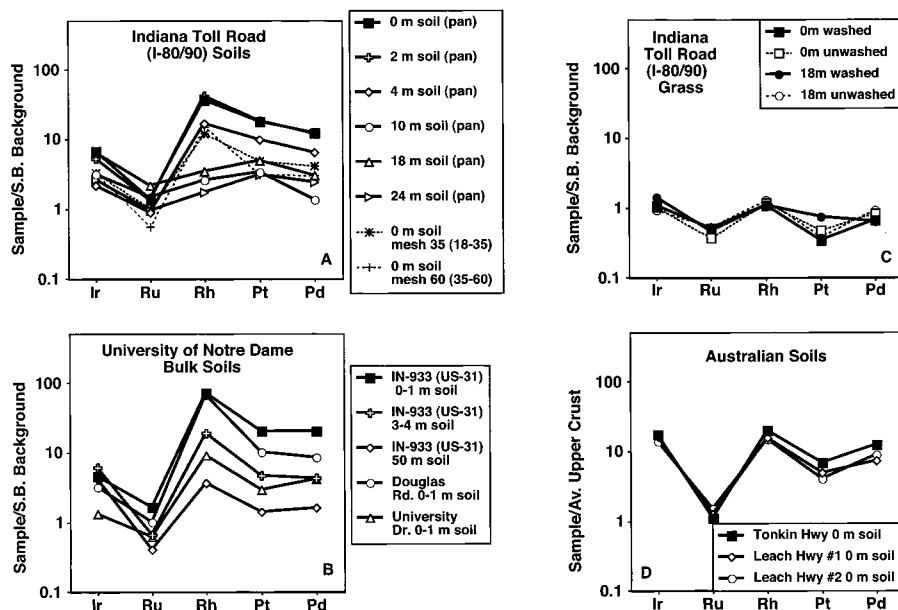 Indiana Toll Road
(I-80/90) Soils
100
10
1
0.1
Sample/S.B. Background
Ir Ru Rh Pt Pd
A
0 m soil (pan)
2 m soil (pan)
4 m soil (pan)
10 m soil (pan)
18 m soil (pan)
24 m soil (pan)
0 m soil
mesh 35 (18-35)
0 m soil
mesh 60 (35-60)
Indiana
Toll Road
(I-80/90)
Grass
0m washed
0m unwashed
18m washed
18m unwashed
100
10
1
0.1
Sample/S.B. Background
Ir Ru Rh Pt Pd
C
University of Notre Dame
Bulk Soils
100
10
1
0.1
Sample/S.B. Background
Ir Ru Rh Pt Pd
B
IN-933 (US-31)
0-1 m soil
IN-933 (US-31)
3-4 m soil
IN-933 (US-31)
50 m soil
Douglas
Rd. 0-1 m soil
University
Dr. 0-1 m soil
Australian Soils
100
10
1
0.1
Sample/Av. Upper Crust
Ir Ru Rh Pt Pd
D
Tonkin Hwy 0 m soil
Leach Hwy #1 0 m soil
Leach Hwy #2 0 m soil